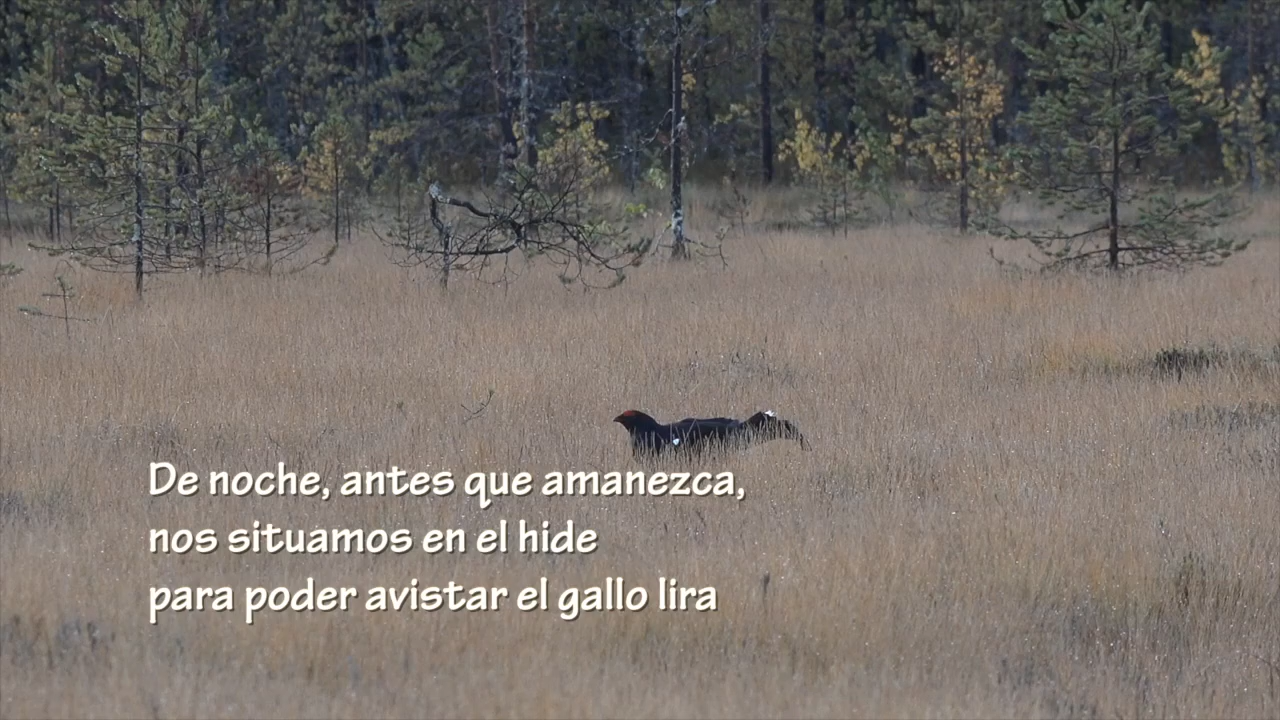 De noche, antes que amanezca,
nos situamos en el hide
para poder avistar el gallo lira